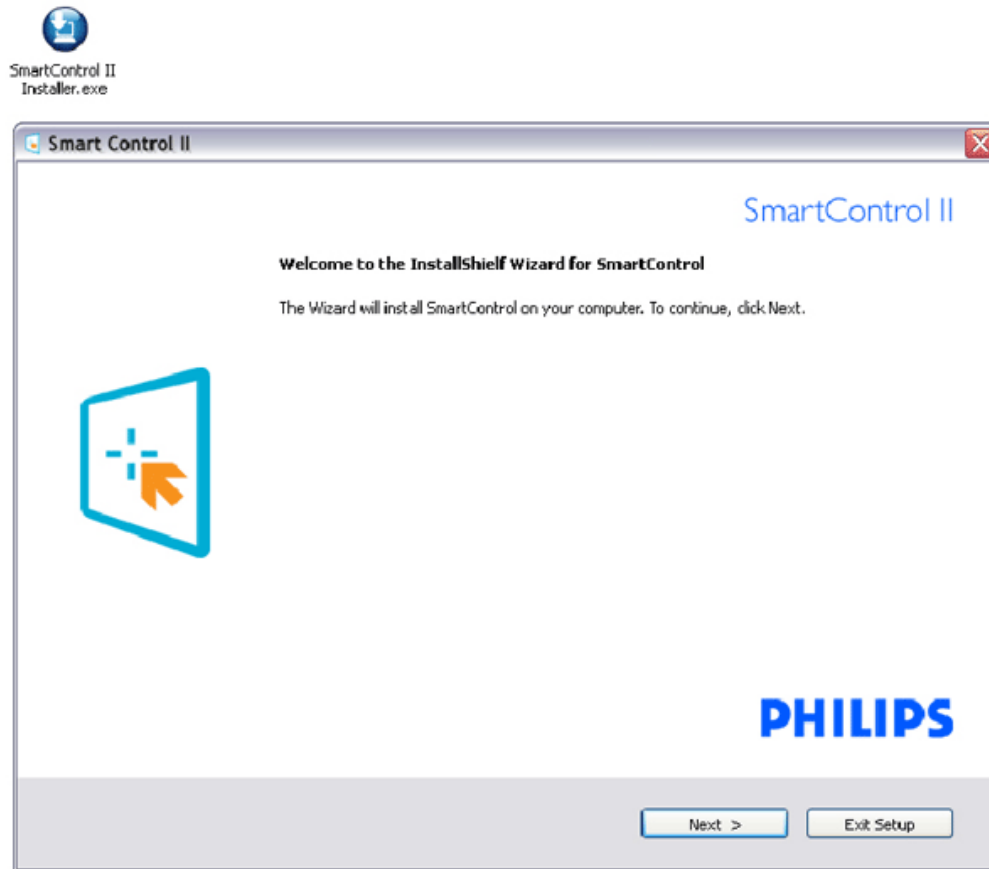 SmartControl II
Installer.exe
Smart Control II
SmartControl II
Welcome to the InstallShielf Wizard for SmartControl
The Wizard will install SmartControl on your computer. To continue, click Next.
PHILIPS
Next >
Exit Setup